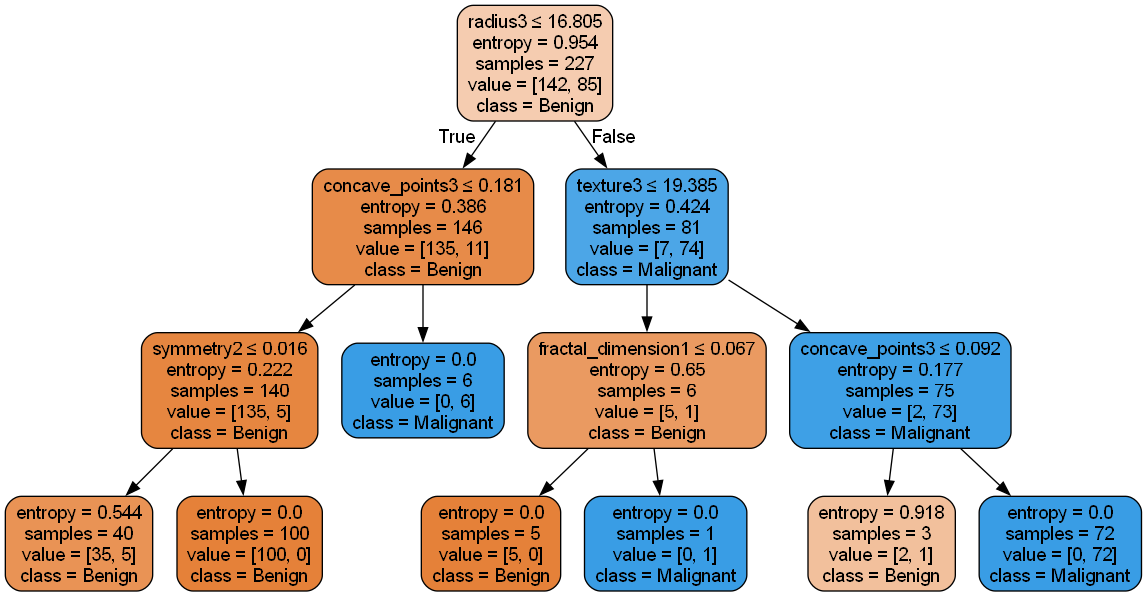 radius3 ≤ 16.805
entropy = 0.954
samples = 227
value = [142, 85]
class = Benign
True
False
concave_points3 ≤ 0.181
entropy = 0.386
samples = 146
value = [135, 11]
class = Benign
texture3 ≤ 19.385
entropy = 0.424
samples = 81
value = [7, 74]
class = Malignant
symmetry2 ≤ 0.016
entropy = 0.222
samples = 140
value = [135, 5]
class = Benign
entropy = 0.0
samples = 6
value = [0, 6]
class = Malignant
fractal_dimension1 ≤ 0.067
entropy = 0.65
samples = 6
value = [5, 1]
class = Benign
concave_points3 ≤ 0.092
entropy = 0.177
samples = 75
value = [2, 73]
class = Malignant
entropy = 0.544
samples = 40
value = [35, 5]
class = Benign
entropy = 0.0
samples = 100
value = [100, 0]
class = Benign
entropy = 0.0
samples = 5
value = [5, 0]
class = Benign
entropy = 0.0
samples = 1
value = [0, 1]
class = Malignant
entropy = 0.918
samples = 3
value = [2, 1]
class = Benign
entropy = 0.0
samples = 72
value = [0, 72]
class = Malignant